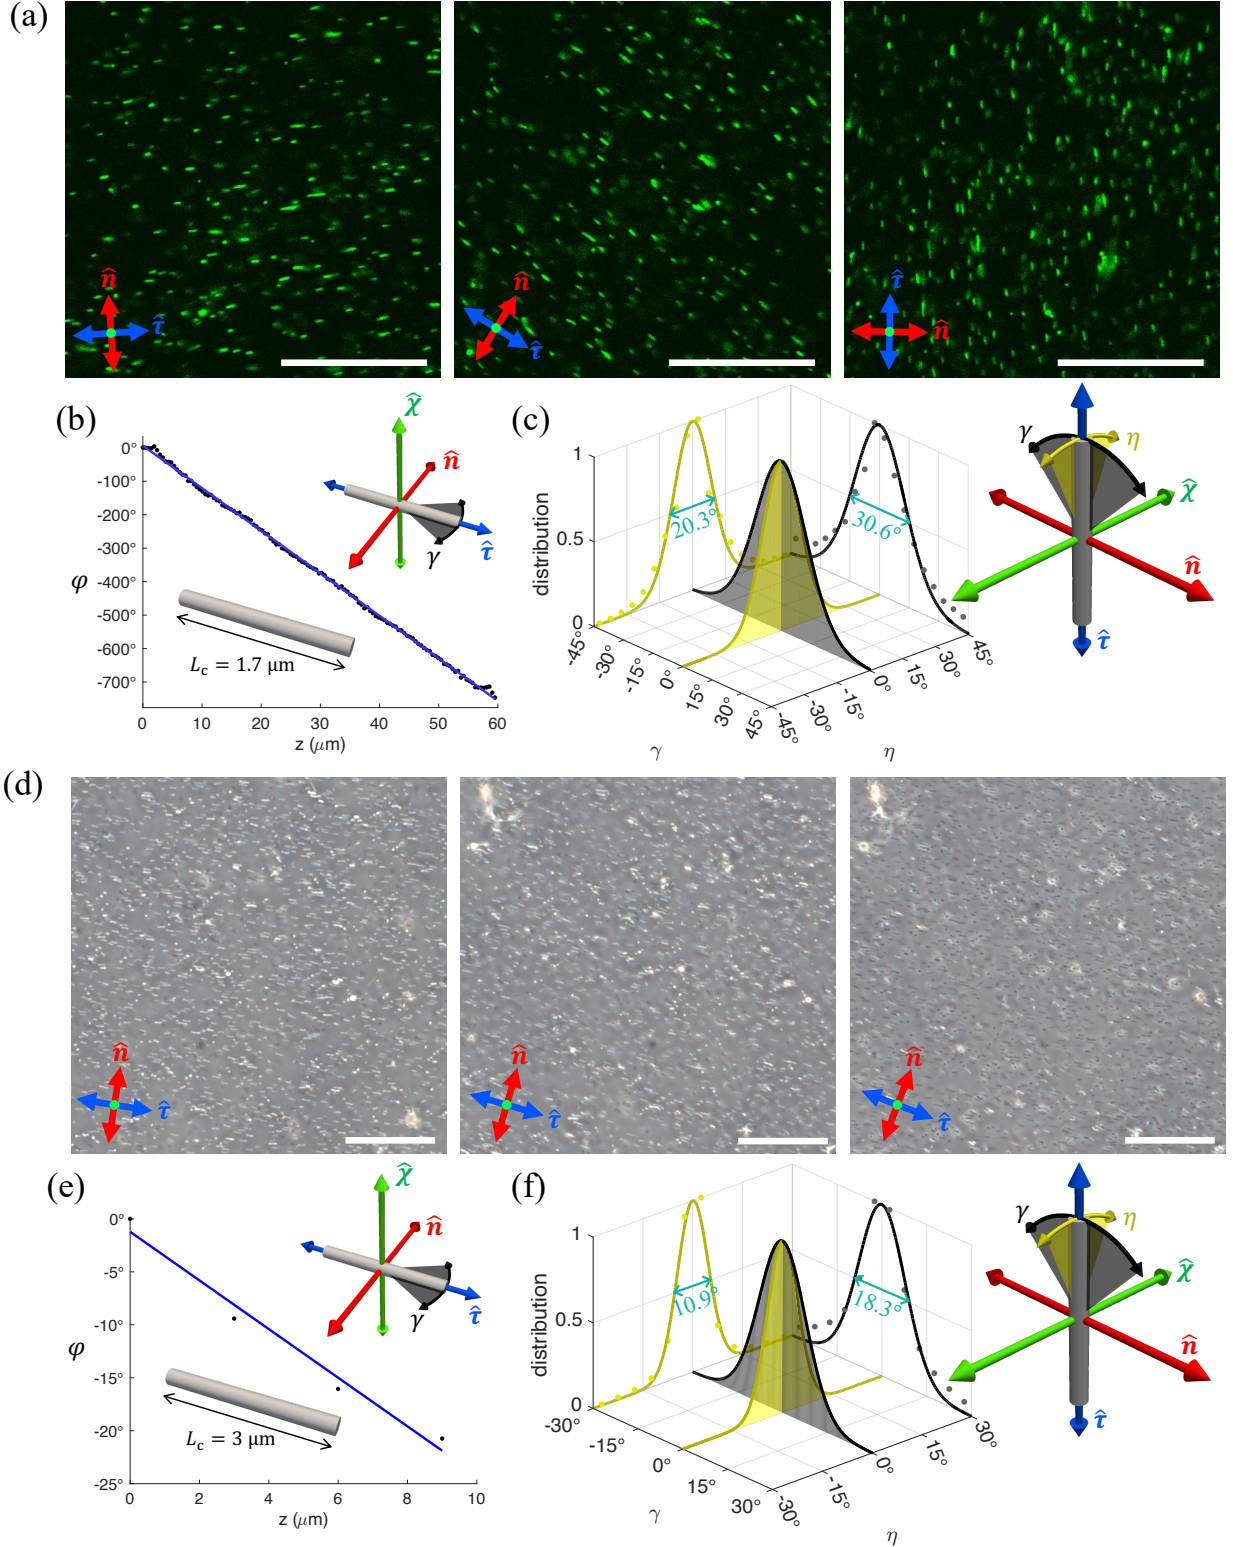 (a)
n̂
τ̂
n̂
τ̂
τ̂
n̂
(b)
0°
-100°
-200°
-300°
-400°
-500°
-600°
-700°
φ
0 10 20 30 40 50 60
z (μm)
L_c = 1.7 μm
χ̂
n̂
τ̂
γ
(c)
distribution
1
0.5
0
20.3°
30.6°
-45° -30° -15° 0° 15° 30° 45°
γ
-45° -30° -15° 0° 15° 30° 45°
η
γ
η
χ̂
n̂
τ̂
(d)
n̂
τ̂
n̂
τ̂
n̂
τ̂
(e)
0°
-5°
-10°
-15°
-20°
-25°
φ
0 2 4 6 8 10
z (μm)
L_c = 3 μm
χ̂
n̂
τ̂
γ
(f)
distribution
1
0.5
0
10.9°
18.3°
-30° -15° 0° 15° 30°
γ
-30° -15° 0° 15° 30°
η
γ
η
χ̂
n̂
τ̂